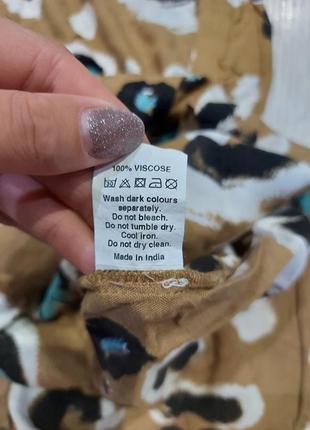 100% VISCOSE
Wash dark colours
separately.
Do not bleach.
Do not tumble dry.
Cool iron.
Do not dry clean.
Made in India